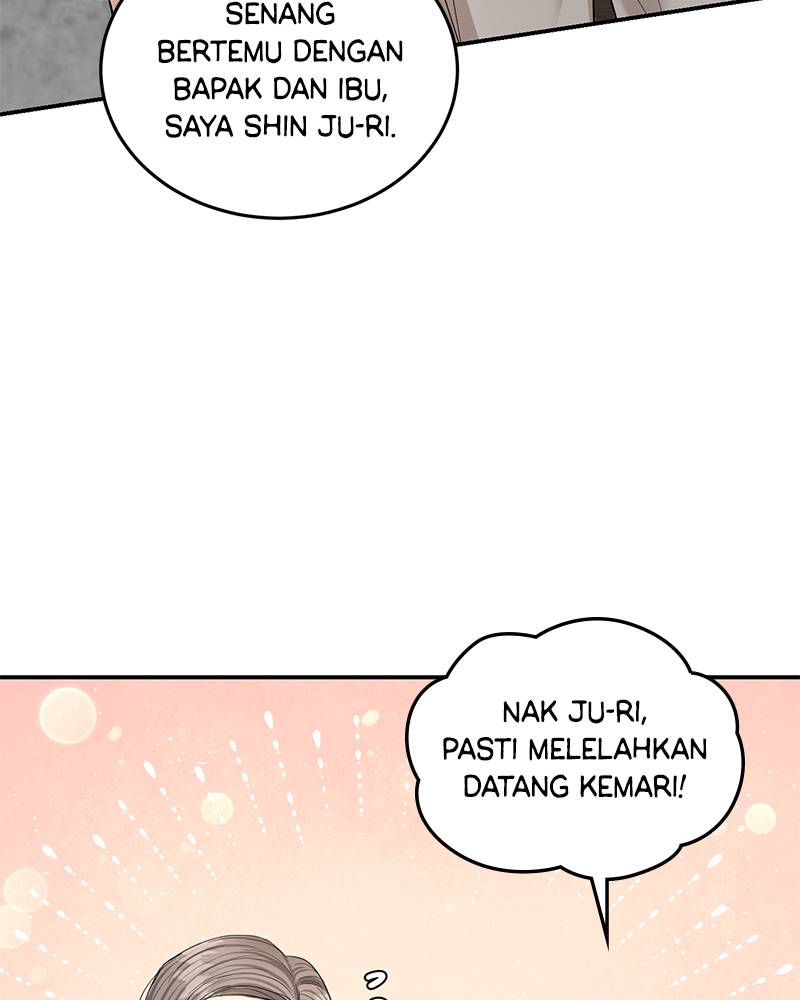 SENANG
BERTEMU DENGAN
BAPAK DAN IBU,
SAYA SHIN JU-RI.
NAK JU-RI,
PASTI MELELAHKAN
DATANG KEMARI!